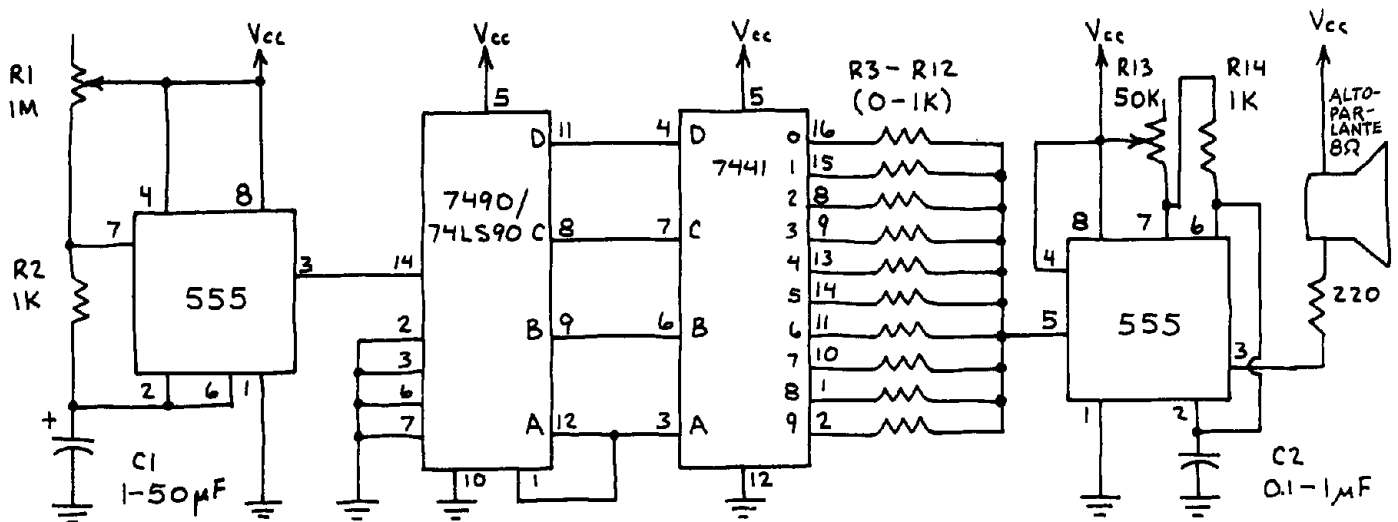 R1
1M
Vcc
4
8
7
3
555
R2
1K
2
6
1
+
C1
1-50µF
Vcc
5
D
11
7490/
74LS90
C
8
14
2
3
6
7
B
9
A
12
10
1
Vcc
5
4
D
7441
7
C
6
B
3
A
12
0
16
1
15
2
8
3
9
4
13
5
14
6
11
7
10
8
1
9
2
R3-R12
(0-1K)
Vcc
R13
50K
R14
1K
8
7
6
4
5
555
3
1
2
C2
0.1-1µF
Vcc
ALTO-
PAR-
LANTE
8Ω
220